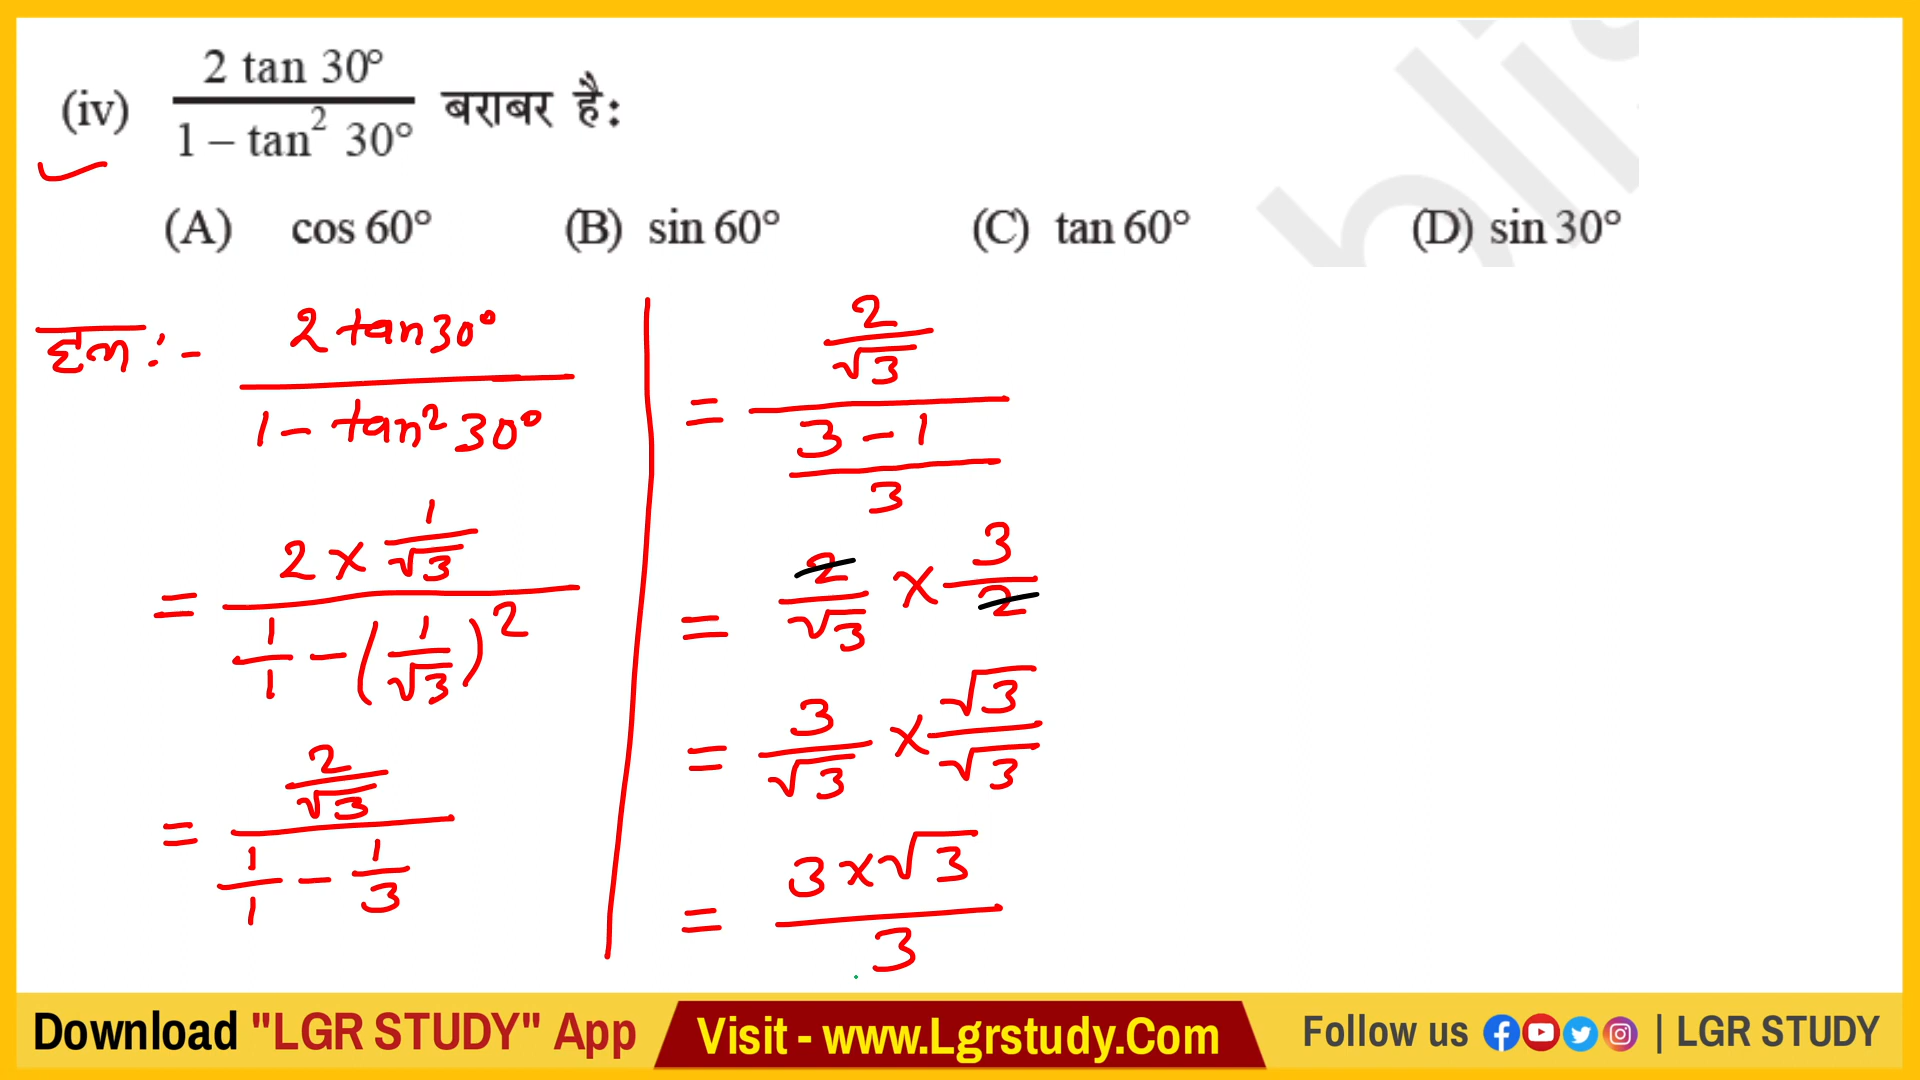 (iv) 2 tan 30° / 1 – tan² 30° बराबर है:
(A) cos 60° (B) sin 60° (C) tan 60° (D) sin 30°
हल :- 2 tan 30° / 1 - tan² 30°
= 2 × 1/√3 / 1/1 - (1/√3)²
= 2/√3 / 1/1 - 1/3
= 2/√3 / 3 - 1 / 3
= 2/√3 × 3/2
= 3/√3 × √3/√3
= 3×√3 / 3
Download "LGR STUDY" App
Visit - www.Lgrstudy.Com
Follow us | LGR STUDY